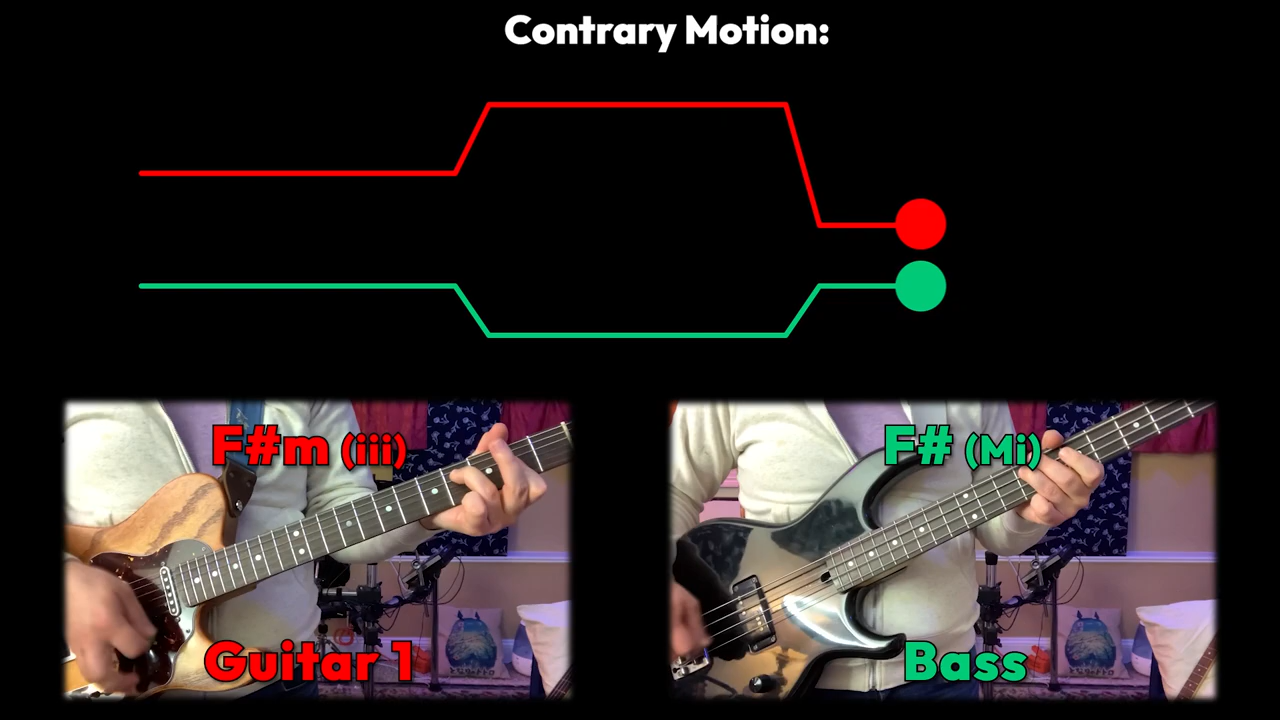 Contrary Motion:
F#m (iii)
F# (Mi)
Guitar 1
Bass